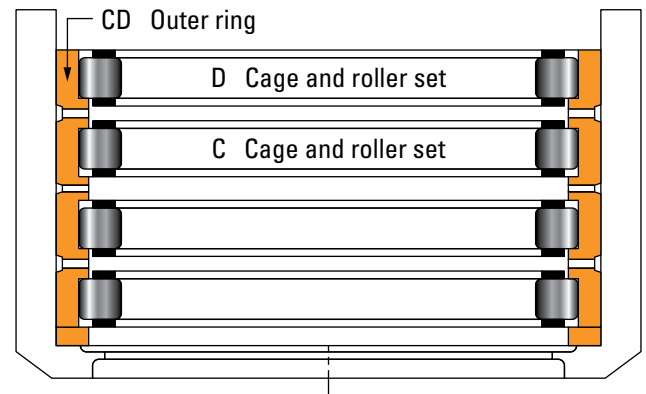 CD Outer ring
D Cage and roller set
C Cage and roller set